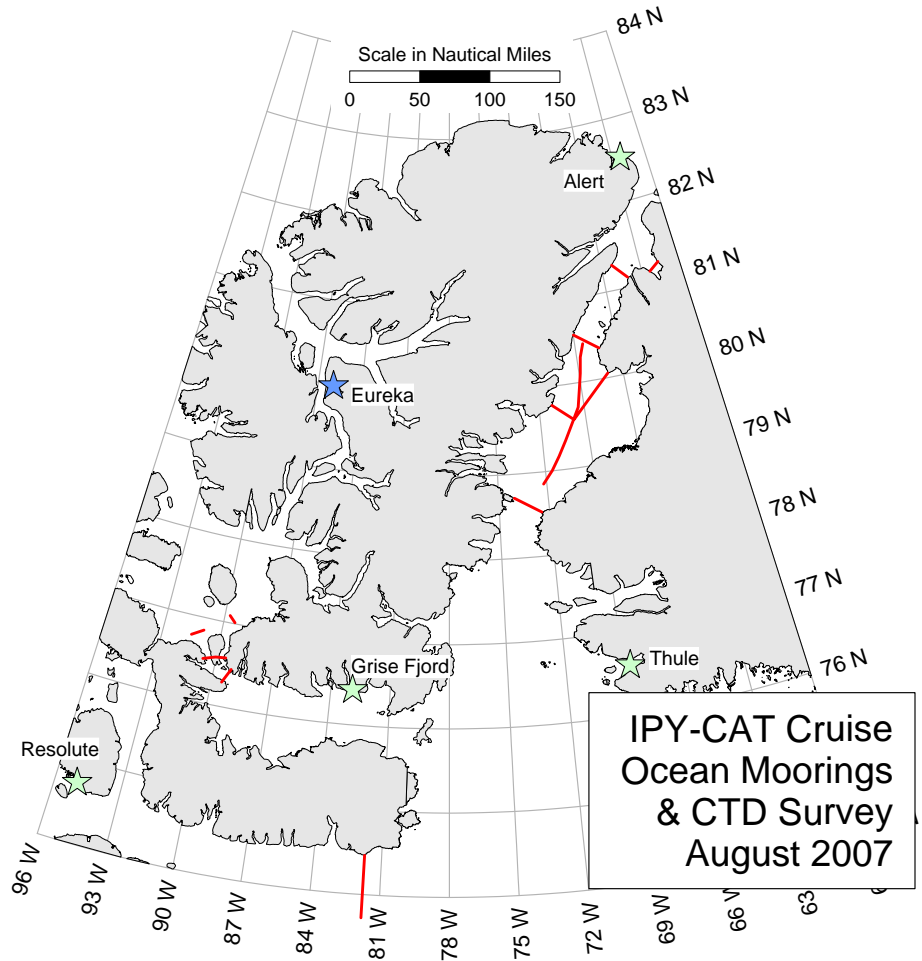 84 N
Scale in Nautical Miles
0 50 100 150
83 N
Alert
82 N
81 N
80 N
Eureka
79 N
78 N
77 N
Grise Fjord
Thule
76 N
Resolute
IPY-CAT Cruise
Ocean Moorings
& CTD Survey
August 2007
96 W
93 W
90 W
87 W
84 W
81 W
78 W
75 W
72 W
69 W
66 W